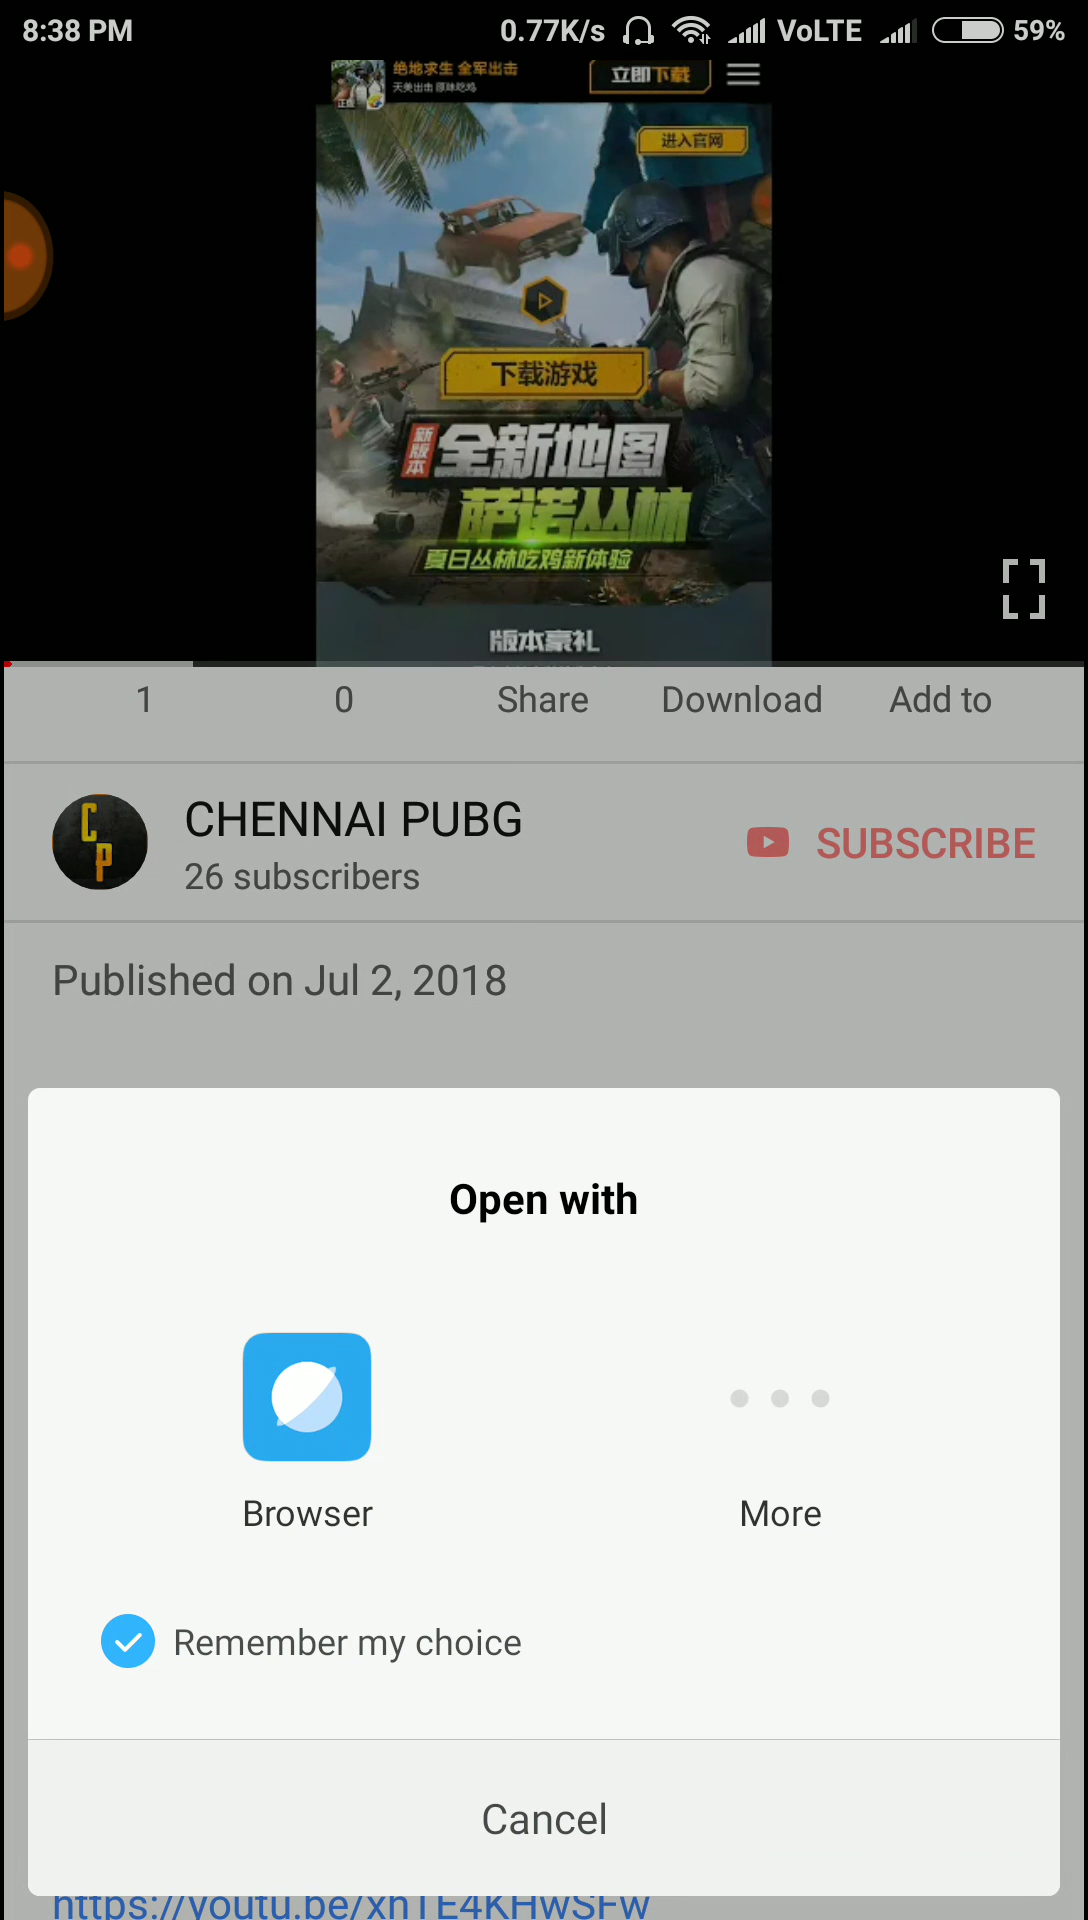 8:38 PM 0.77K/s VoLTE 59%
绝地求生 全军出击
天美出击 原味吃鸡
正版
立即下载
进入官网
下载游戏
新版本
全新地图
萨诺丛林
夏日丛林吃鸡新体验
版本豪礼
1 0 Share Download Add to
CP
CHENNAI PUBG
26 subscribers
SUBSCRIBE
Published on Jul 2, 2018
Open with
Browser More
Remember my choice
Cancel